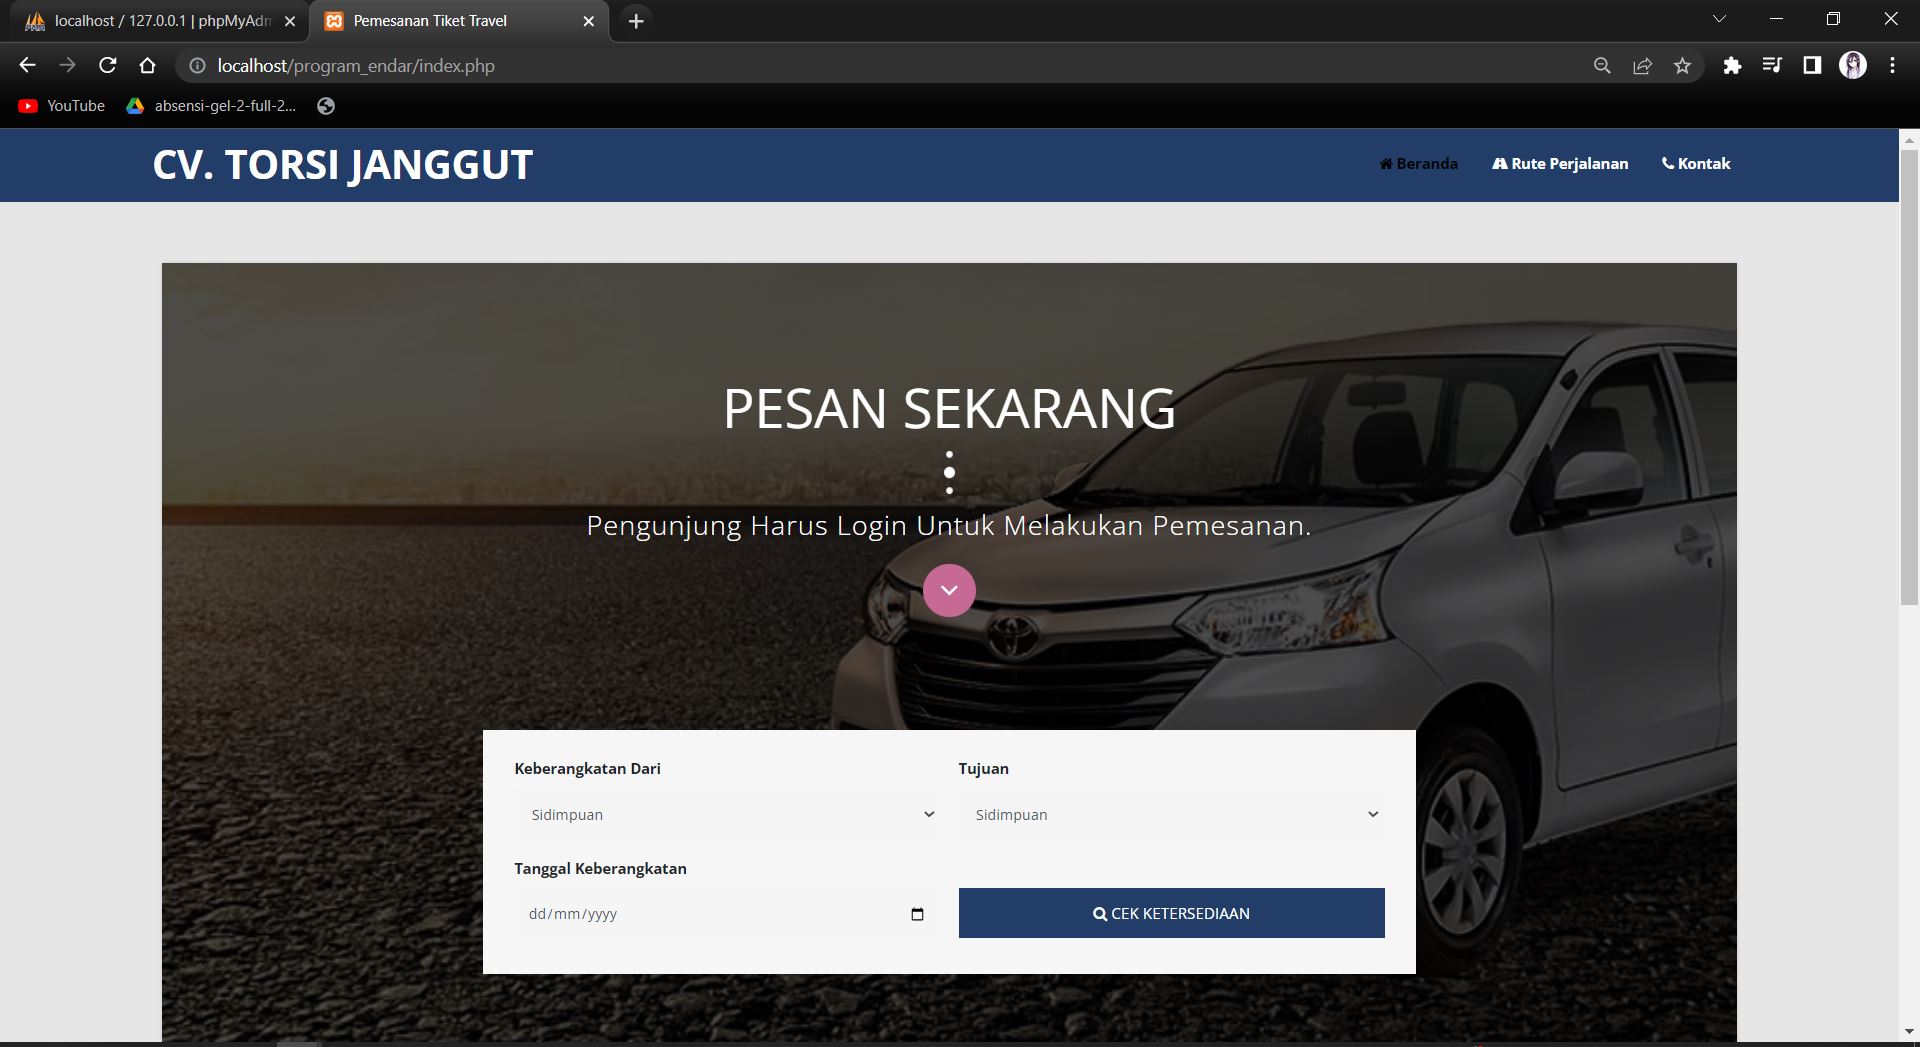 localhost / 127.0.0.1 | phpMyAdm
Pemesanan Tiket Travel
localhost/program_endar/index.php
YouTube
absensi-gel-2-full-2...
CV. TORSI JANGGUT
Beranda
Rute Perjalanan
Kontak
PESAN SEKARANG
Pengunjung Harus Login Untuk Melakukan Pemesanan.
Keberangkatan Dari
Tujuan
Sidimpuan
Sidimpuan
Tanggal Keberangkatan
dd/mm/yyyy
CEK KETERSEDIAAN